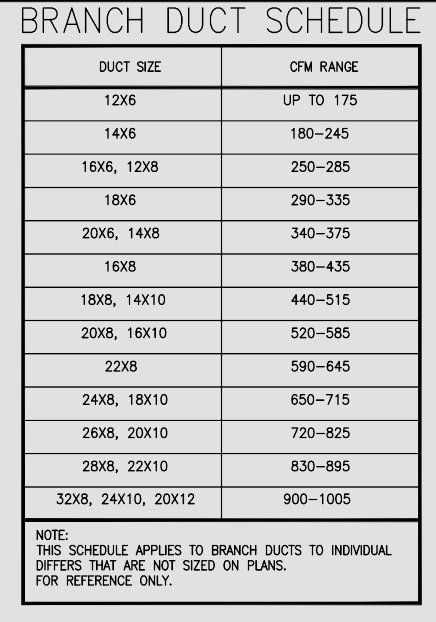 BRANCH DUCT SCHEDULE
DUCT SIZE CFM RANGE
12X6 UP TO 175
14X6 180-245
16X6, 12X8 250-285
18X6 290-335
20X6, 14X8 340-375
16X8 380-435
18X8, 14X10 440-515
20X8, 16X10 520-585
22X8 590-645
24X8, 18X10 650-715
26X8, 20X10 720-825
28X8, 22X10 830-895
32X8, 24X10, 20X12 900-1005
NOTE:
THIS SCHEDULE APPLIES TO BRANCH DUCTS TO INDIVIDUAL
DIFFERS THAT ARE NOT SIZED ON PLANS.
FOR REFERENCE ONLY.